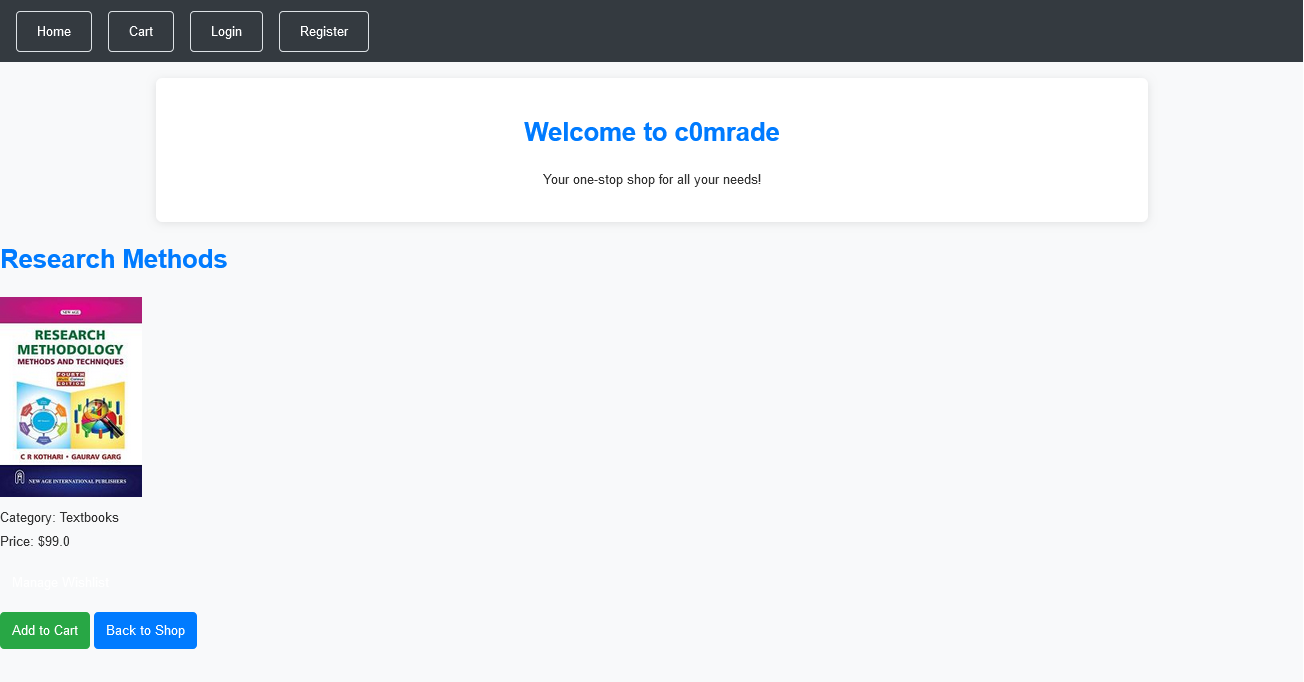 Home Cart Login Register
Welcome to c0mrade
Your one-stop shop for all your needs!
Research Methods
NEW AGE
RESEARCH
METHODOLOGY
METHODS AND TECHNIQUES
FOURTH
EDITION
C R KOTHARI • GAURAV GARG
NEW AGE INTERNATIONAL PUBLISHERS
Category: Textbooks
Price: $99.0
Manage Wishlist
Add to Cart Back to Shop